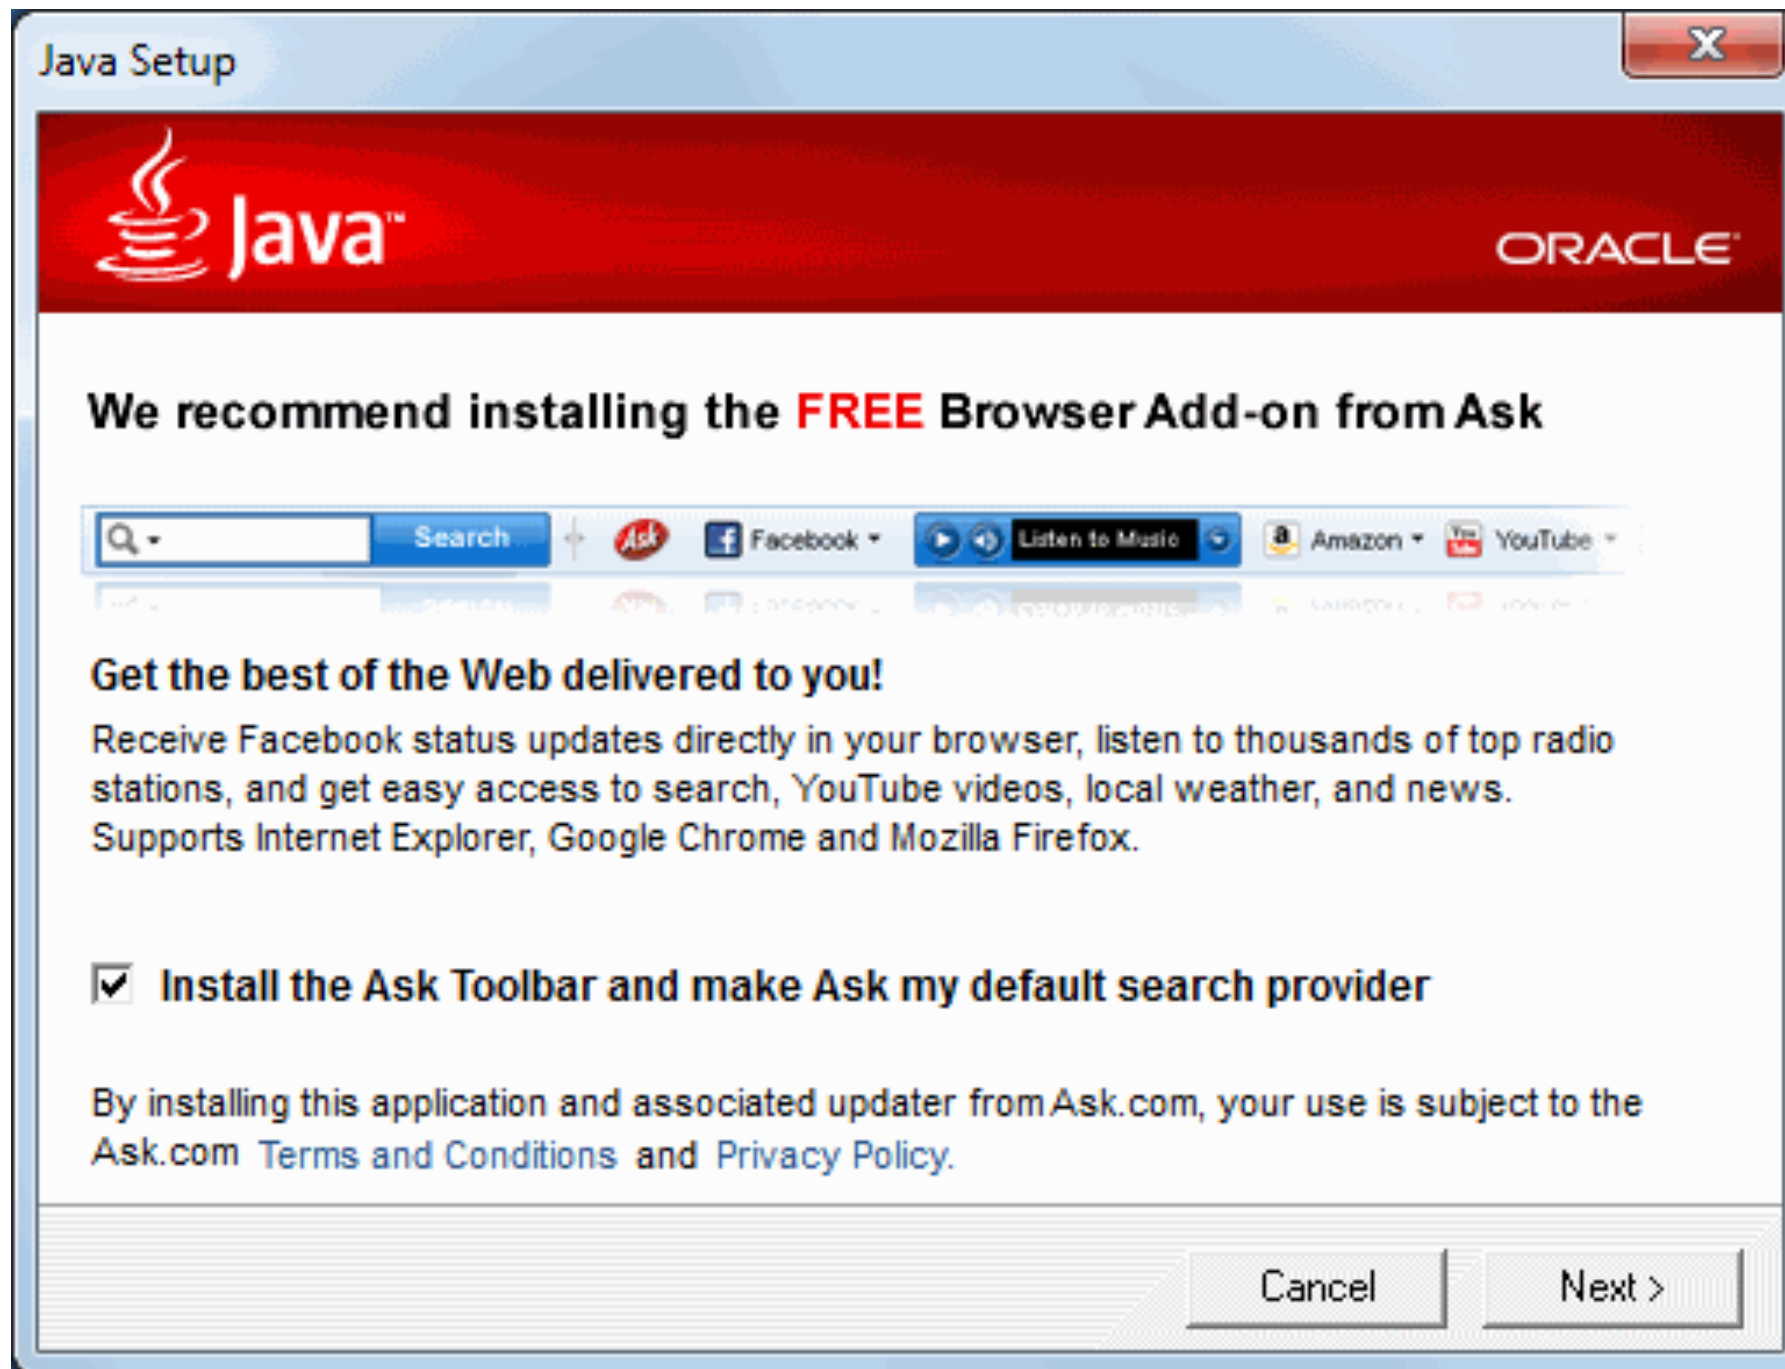 Java Setup
Java™
ORACLE
We recommend installing the FREE Browser Add-on from Ask
Search Ask Facebook Listen to Music Amazon YouTube
Get the best of the Web delivered to you!
Receive Facebook status updates directly in your browser, listen to thousands of top radio
stations, and get easy access to search, YouTube videos, local weather, and news.
Supports Internet Explorer, Google Chrome and Mozilla Firefox.
Install the Ask Toolbar and make Ask my default search provider
By installing this application and associated updater from Ask.com, your use is subject to the
Ask.com Terms and Conditions and Privacy Policy.
Cancel
Next >